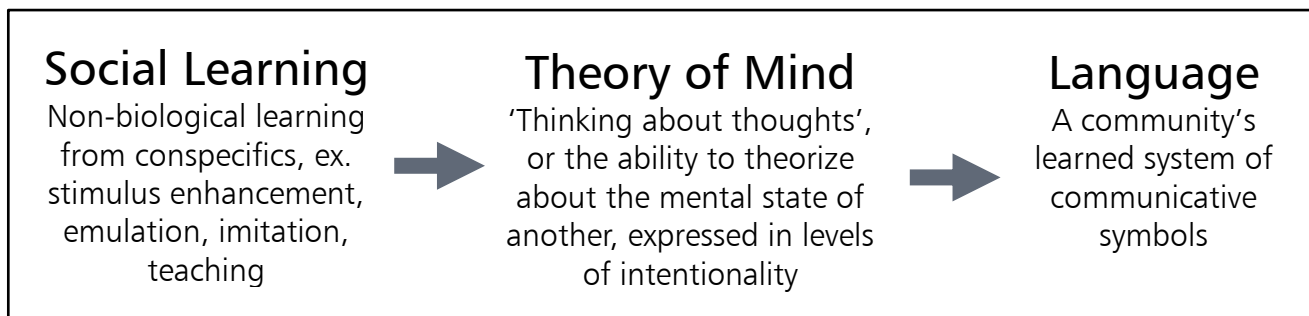 Social Learning
Non-biological learning
from conspecifics, ex.
stimulus enhancement,
emulation, imitation,
teaching
Theory of Mind
‘Thinking about thoughts’,
or the ability to theorize
about the mental state of
another, expressed in levels
of intentionality
Language
A community’s
learned system of
communicative
symbols